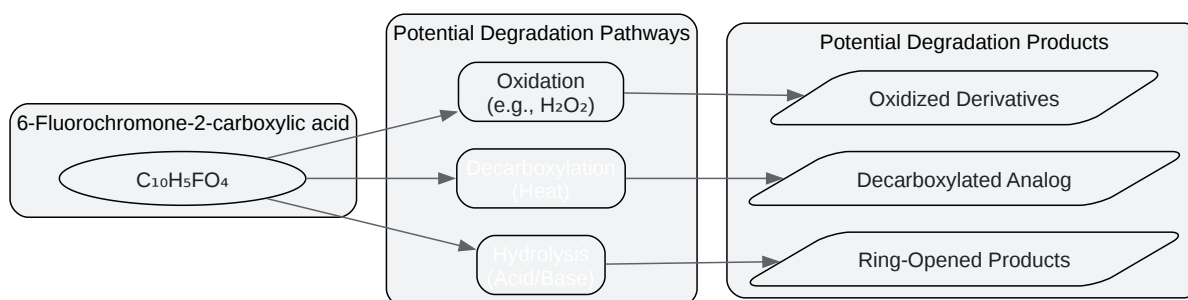 Potential Degradation Pathways
Potential Degradation Products
Oxidation
(e.g., H₂O₂)
Oxidized Derivatives
6-Fluorochromone-2-carboxylic acid
C₁₀H₅FO₄
Decarboxylation
(Heat)
Decarboxylated Analog
Hydrolysis
(Acid/Base)
Ring-Opened Products